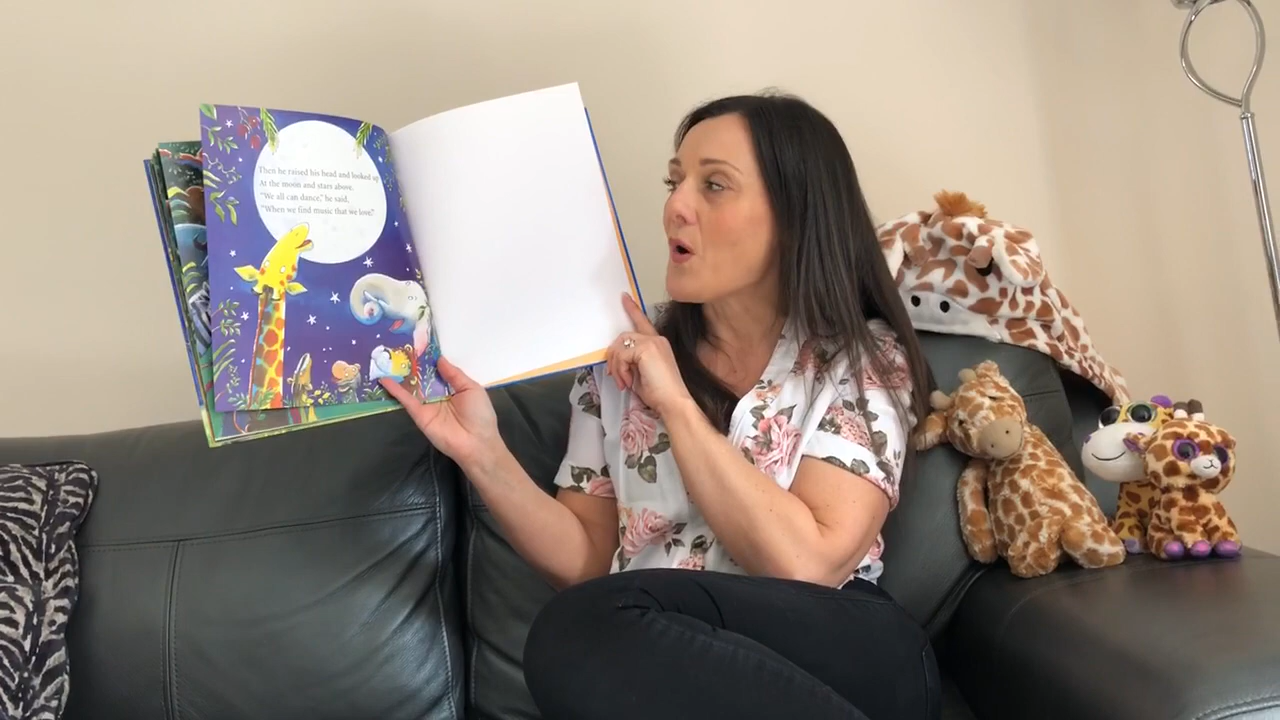 Then he raised his head and looked up
At the moon and stars above.
"We all can dance," he said,
"When we find music that we love."